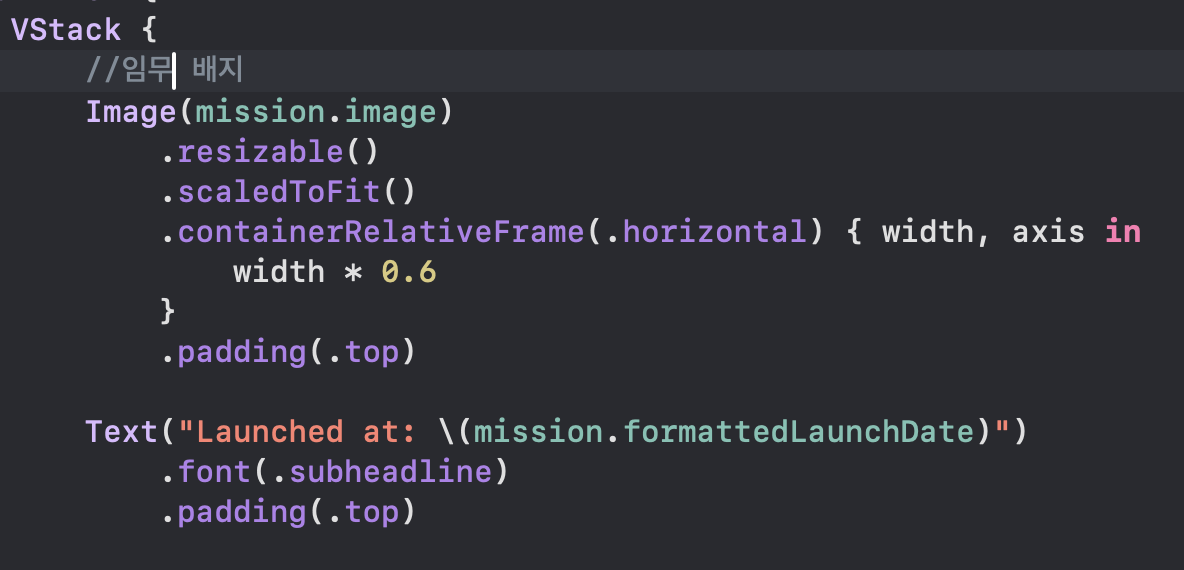 VStack {
    //임무 배지
    Image(mission.image)
        .resizable()
        .scaledToFit()
        .containerRelativeFrame(.horizontal) { width, axis in
            width * 0.6
        }
        .padding(.top)

    Text("Launched at: \(mission.formattedLaunchDate)")
        .font(.subheadline)
        .padding(.top)